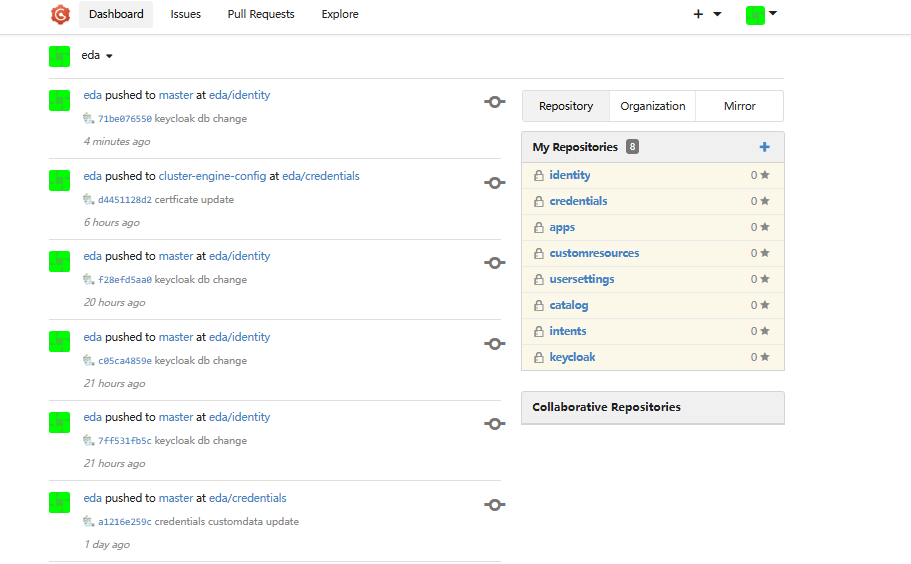 Dashboard Issues Pull Requests Explore
eda
eda pushed to master at eda/identity
71be076550 keycloak db change
4 minutes ago
eda pushed to cluster-engine-config at eda/credentials
d4451128d2 certficate update
6 hours ago
eda pushed to master at eda/identity
f28efd5aa0 keycloak db change
20 hours ago
eda pushed to master at eda/identity
c05ca4859e keycloak db change
21 hours ago
eda pushed to master at eda/identity
7ff531fb5c keycloak db change
21 hours ago
eda pushed to master at eda/credentials
a1216e259c credentials customdata update
1 day ago
Repository Organization Mirror
My Repositories 8
identity 0
credentials 0
apps 0
customresources 0
usersettings 0
catalog 0
intents 0
keycloak 0
Collaborative Repositories